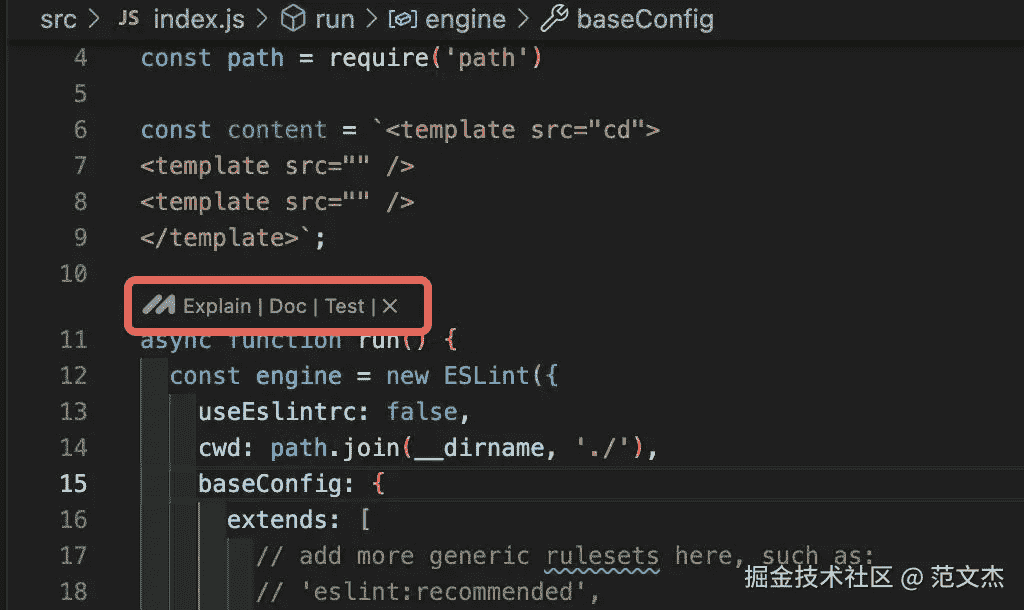 src > JS index.js > run > engine > baseConfig
4 const path = require('path')
5
6 const content = `<template src="cd">
7 <template src="" />
8 <template src="" />
9 </template>`;
10
Explain | Doc | Test | ×
11 async function run() {
12 const engine = new ESLint({
13 useEslintrc: false,
14 cwd: path.join(__dirname, './'),
15 baseConfig: {
16 extends: [
17 // add more generic rulesets here, such as:
18 // 'eslint:recommended',
掘金技术社区 @ 范文杰